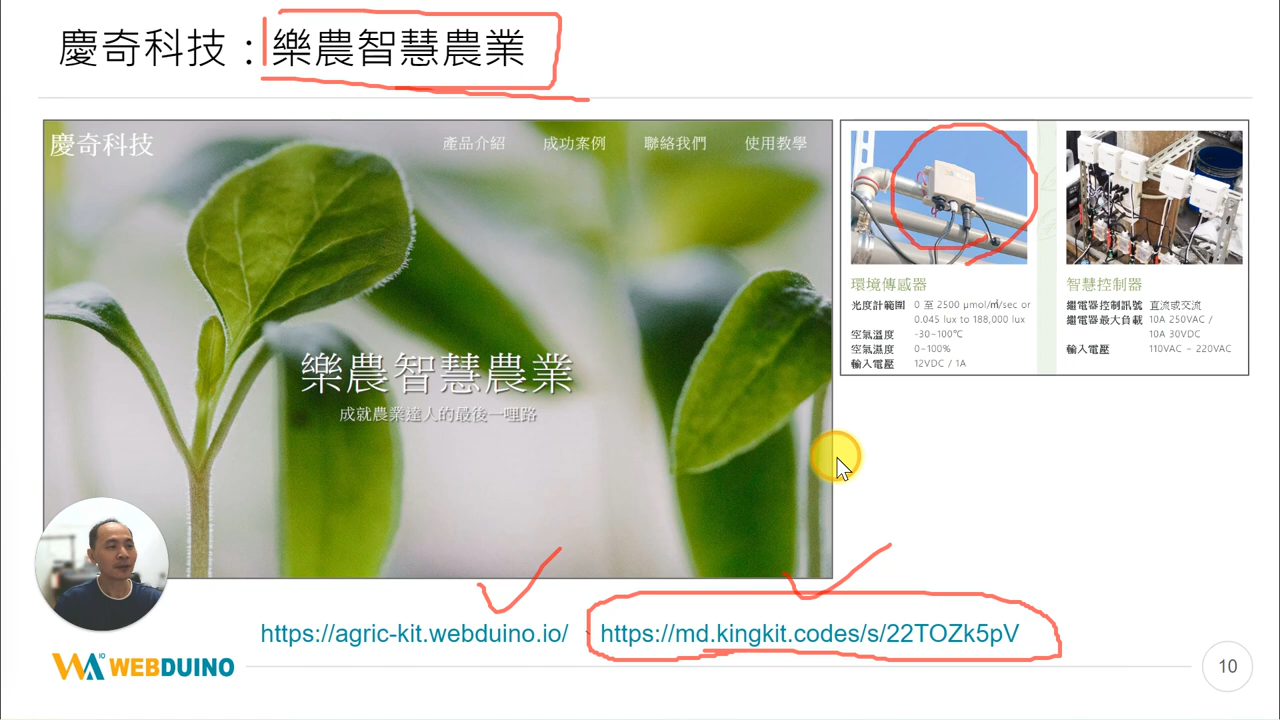 慶奇科技：樂農智慧農業
慶奇科技
產品介紹
成功案例
聯絡我們
使用教學
樂農智慧農業
成就農業達人的最後一哩路
環境傳感器
光度計範圍 0 至 2500 μmol/㎡/sec or
0.045 lux to 188,000 lux
空氣溫度 -30~100℃
空氣濕度 0~100%
輸入電壓 12VDC / 1A
智慧控制器
繼電器控制訊號 直流或交流
繼電器最大負載 10A 250VAC /
10A 30VDC
輸入電壓 110VAC ~ 220VAC
https://agric-kit.webduino.io/ 、 https://md.kingkit.codes/s/22TOZk5pV
WEBDUINO
10